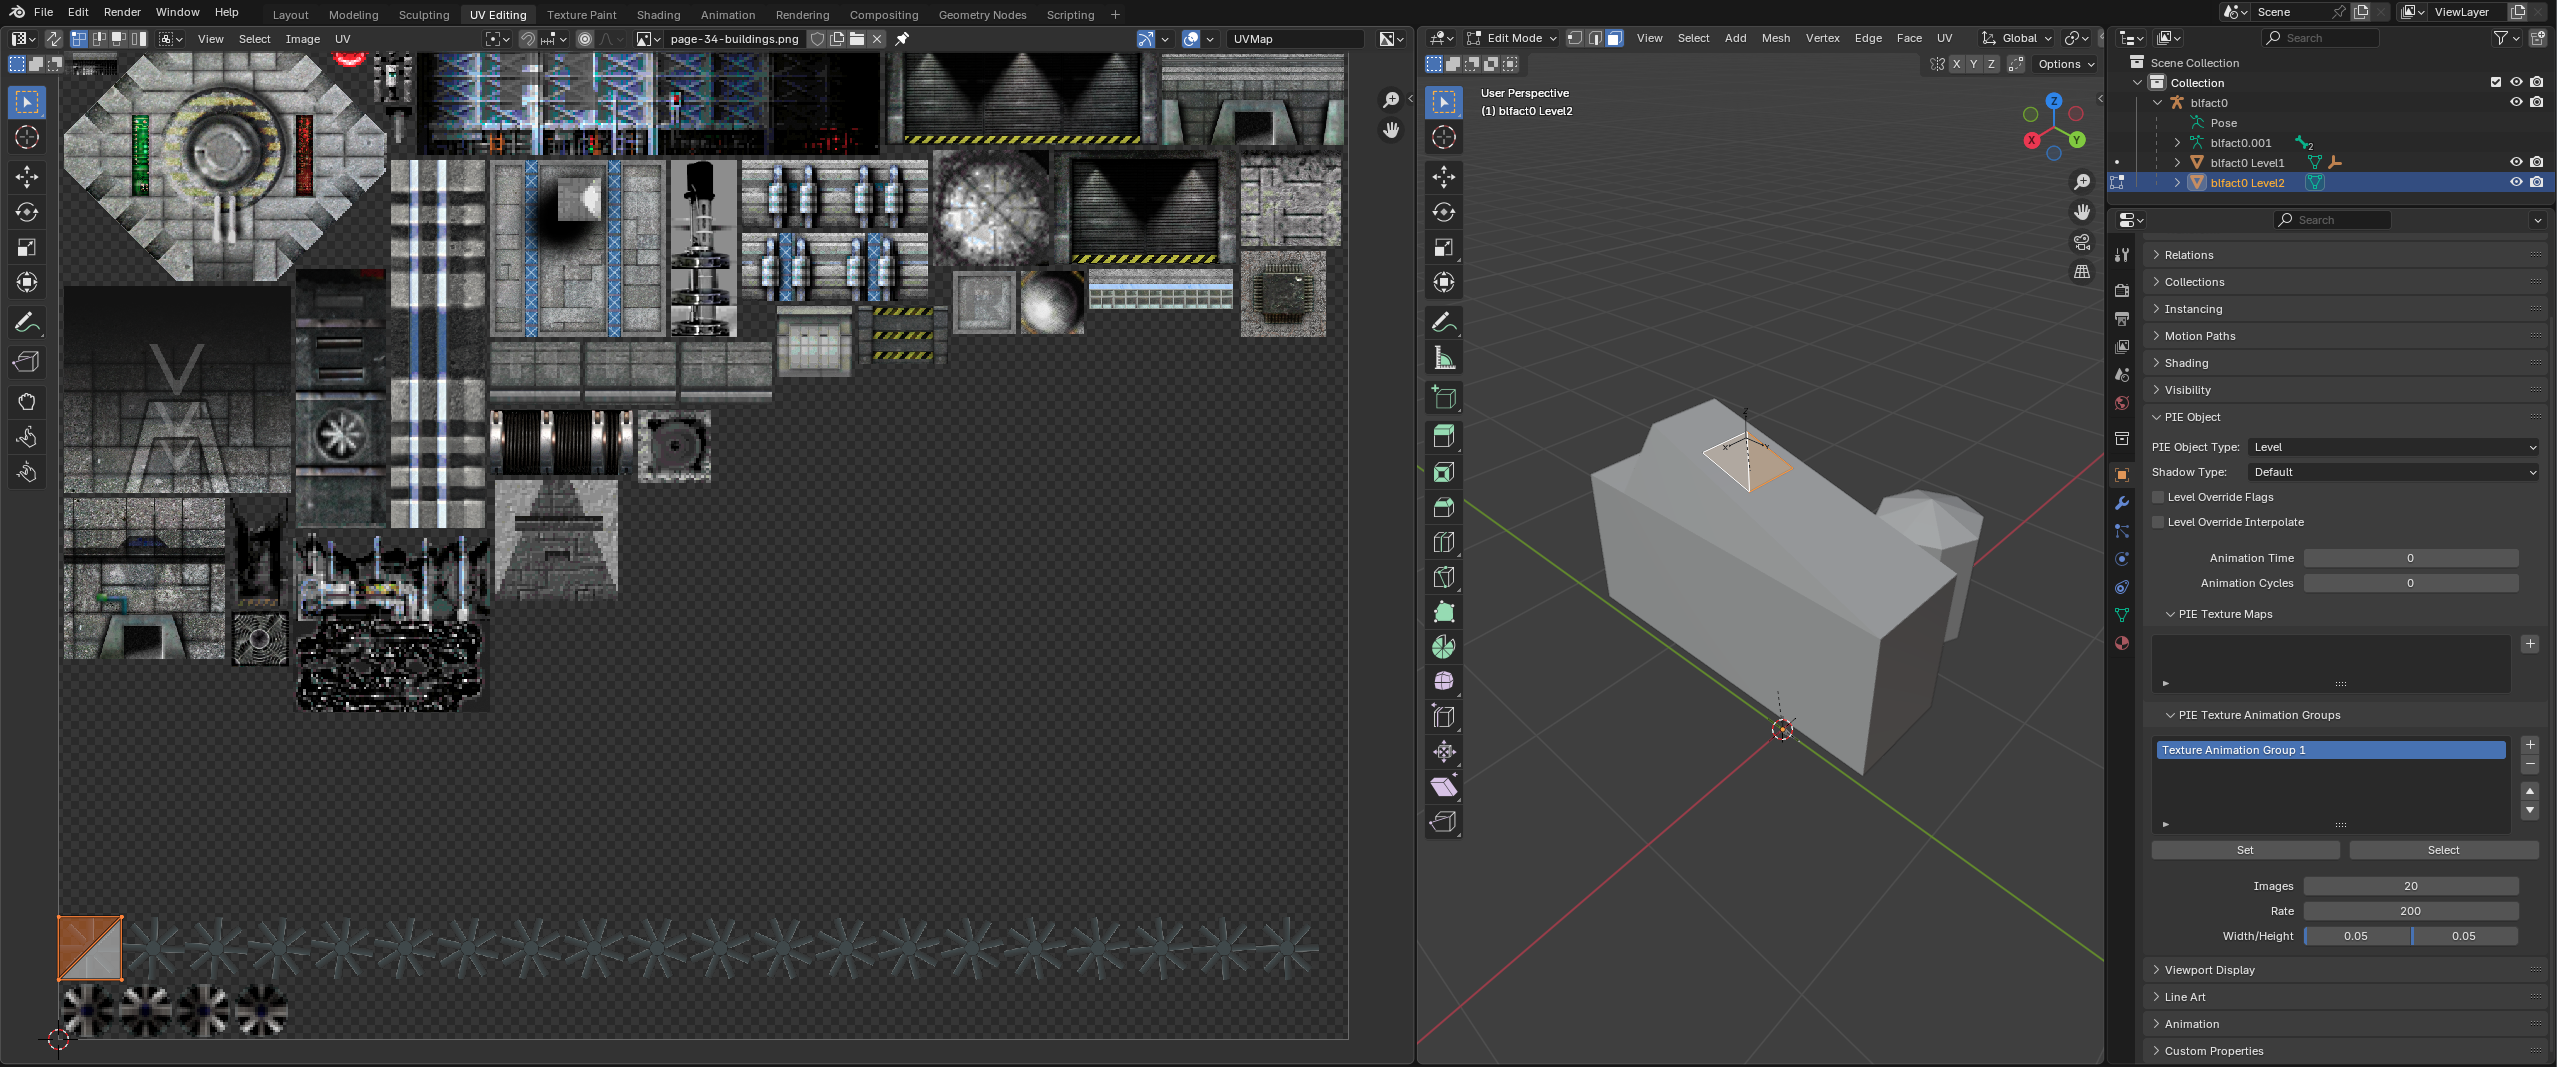 File Edit Render Window Help Layout Modeling Sculpting UV Editing Texture Paint Shading Animation Rendering Compositing Geometry Nodes Scripting + Scene ViewLayer
View Select Image UV page-34-buildings.png UVMap
Edit Mode View Select Add Mesh Vertex Edge Face UV Global
Search
X Y Z Options
Scene Collection
Collection
blfact0
Pose
blfact0.001 2
blfact0 Level1
blfact0 Level2
User Perspective
(1) blfact0 Level2
Z
X
Y
Search
Relations
Collections
Instancing
Motion Paths
Shading
Visibility
PIE Object
PIE Object Type: Level
Shadow Type: Default
Level Override Flags
Level Override Interpolate
Animation Time 0
Animation Cycles 0
PIE Texture Maps
PIE Texture Animation Groups
Texture Animation Group 1
Set Select
Images 20
Rate 200
Width/Height 0.05 0.05
Viewport Display
Line Art
Animation
Custom Properties